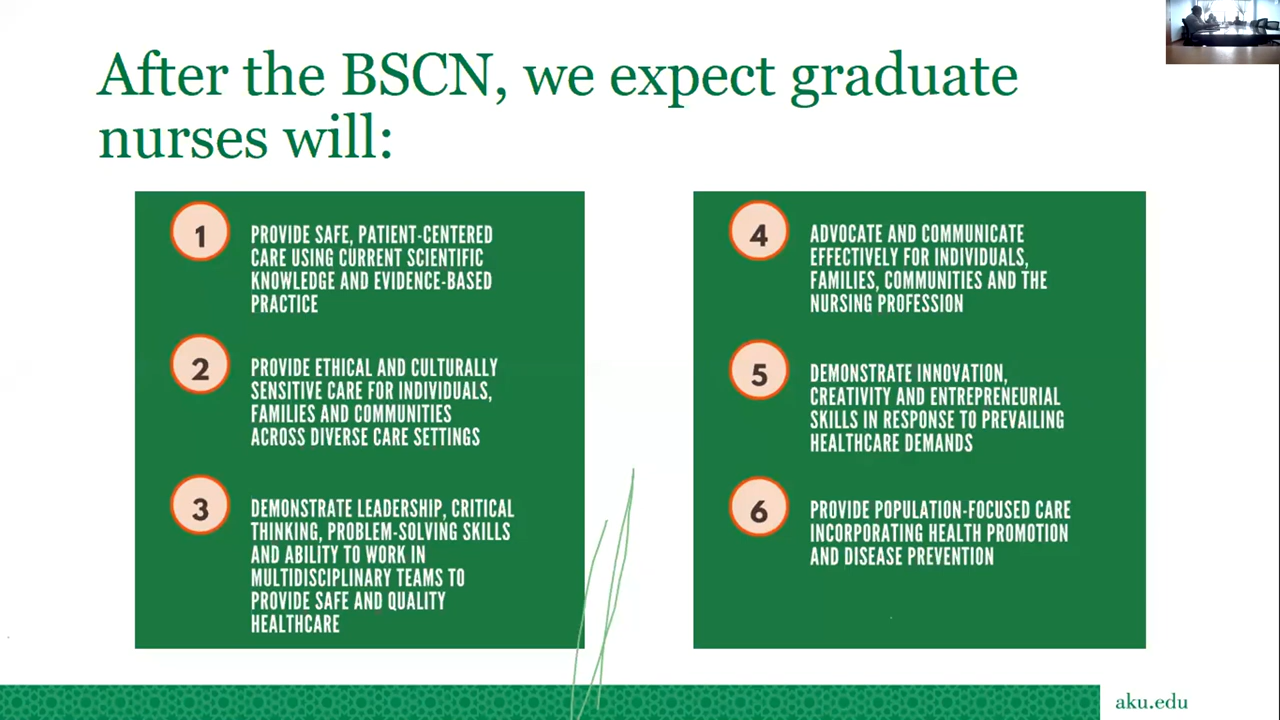 After the BSCN, we expect graduate
nurses will:
1
PROVIDE SAFE, PATIENT-CENTERED
CARE USING CURRENT SCIENTIFIC
KNOWLEDGE AND EVIDENCE-BASED
PRACTICE
2
PROVIDE ETHICAL AND CULTURALLY
SENSITIVE CARE FOR INDIVIDUALS,
FAMILIES AND COMMUNITIES
ACROSS DIVERSE CARE SETTINGS
3
DEMONSTRATE LEADERSHIP, CRITICAL
THINKING, PROBLEM-SOLVING SKILLS
AND ABILITY TO WORK IN
MULTIDISCIPLINARY TEAMS TO
PROVIDE SAFE AND QUALITY
HEALTHCARE
4
ADVOCATE AND COMMUNICATE
EFFECTIVELY FOR INDIVIDUALS,
FAMILIES, COMMUNITIES AND THE
NURSING PROFESSION
5
DEMONSTRATE INNOVATION,
CREATIVITY AND ENTREPRENEURIAL
SKILLS IN RESPONSE TO PREVAILING
HEALTHCARE DEMANDS
6
PROVIDE POPULATION-FOCUSED CARE
INCORPORATING HEALTH PROMOTION
AND DISEASE PREVENTION
aku.edu